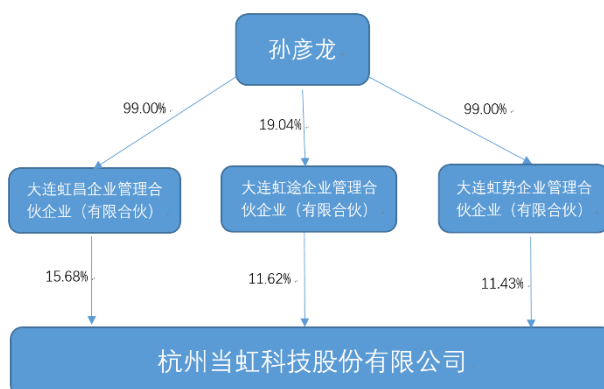 孙彦龙
99.00%
19.04%
99.00%
大连虹昌企业管理合
伙企业（有限合伙）
大连虹途企业管理合
伙企业（有限合伙）
大连虹势企业管理合
伙企业（有限合伙）
15.68%
11.62%
11.43%
杭州当虹科技股份有限公司